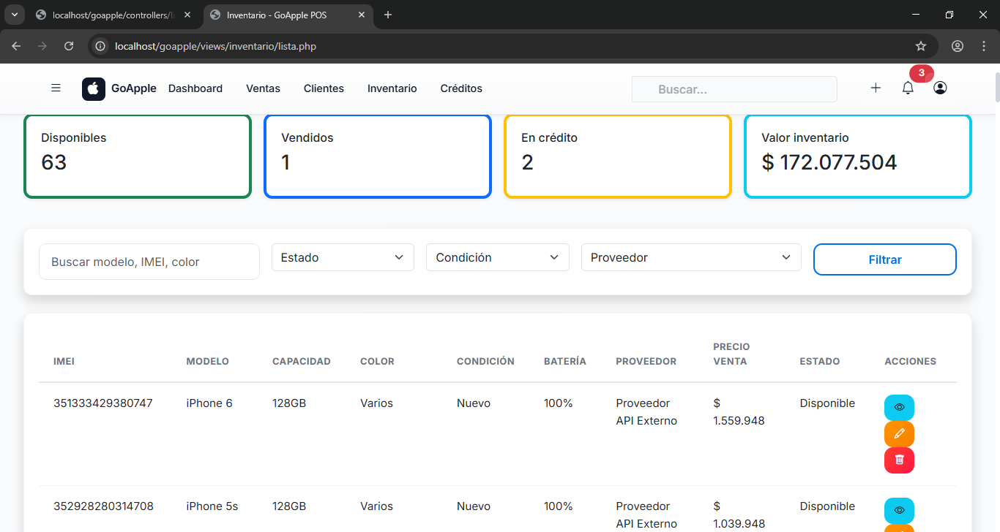 localhost/goapple/controllers/
Inventario - GoApple POS
localhost/goapple/views/inventario/lista.php
GoApple Dashboard Ventas Clientes Inventario Créditos Buscar... 3
Disponibles Vendidos En crédito Valor inventario
63 1 2 $ 172.077.504
Buscar modelo, IMEI, color Estado Condición Proveedor Filtrar
IMEI MODELO CAPACIDAD COLOR CONDICIÓN BATERÍA PROVEEDOR PRECIO VENTA ESTADO ACCIONES
351333429380747 iPhone 6 128GB Varios Nuevo 100% Proveedor $ Disponible
API Externo 1.559.948
352928280314708 iPhone 5s 128GB Varios Nuevo 100% Proveedor $ Disponible
API Externo 1.039.948